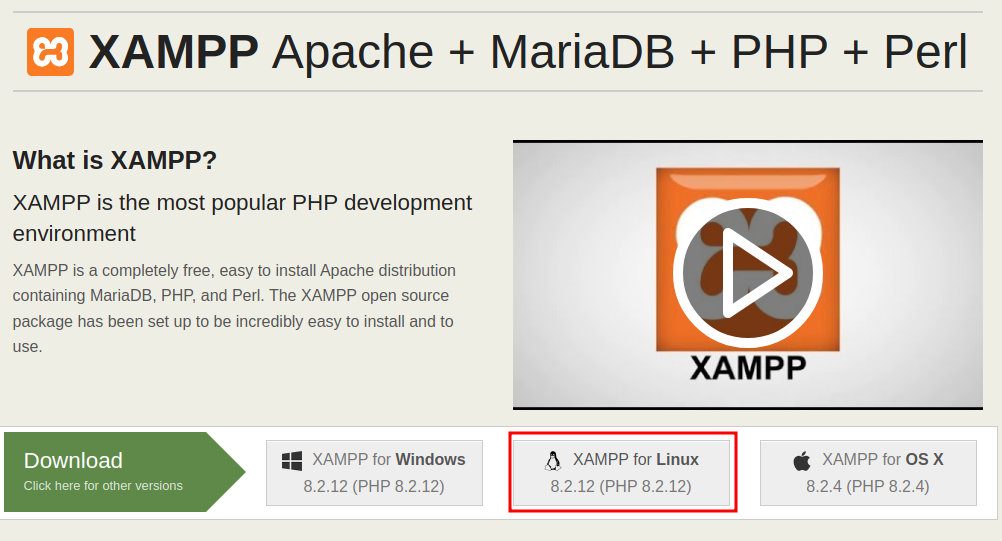 XAMPP Apache + MariaDB + PHP + Perl
What is XAMPP?
XAMPP is the most popular PHP development
environment
XAMPP is a completely free, easy to install Apache distribution
containing MariaDB, PHP, and Perl. The XAMPP open source
package has been set up to be incredibly easy to install and to
use.
XAMPP
Download
Click here for other versions
XAMPP for Windows
8.2.12 (PHP 8.2.12)
XAMPP for Linux
8.2.12 (PHP 8.2.12)
XAMPP for OS X
8.2.4 (PHP 8.2.4)